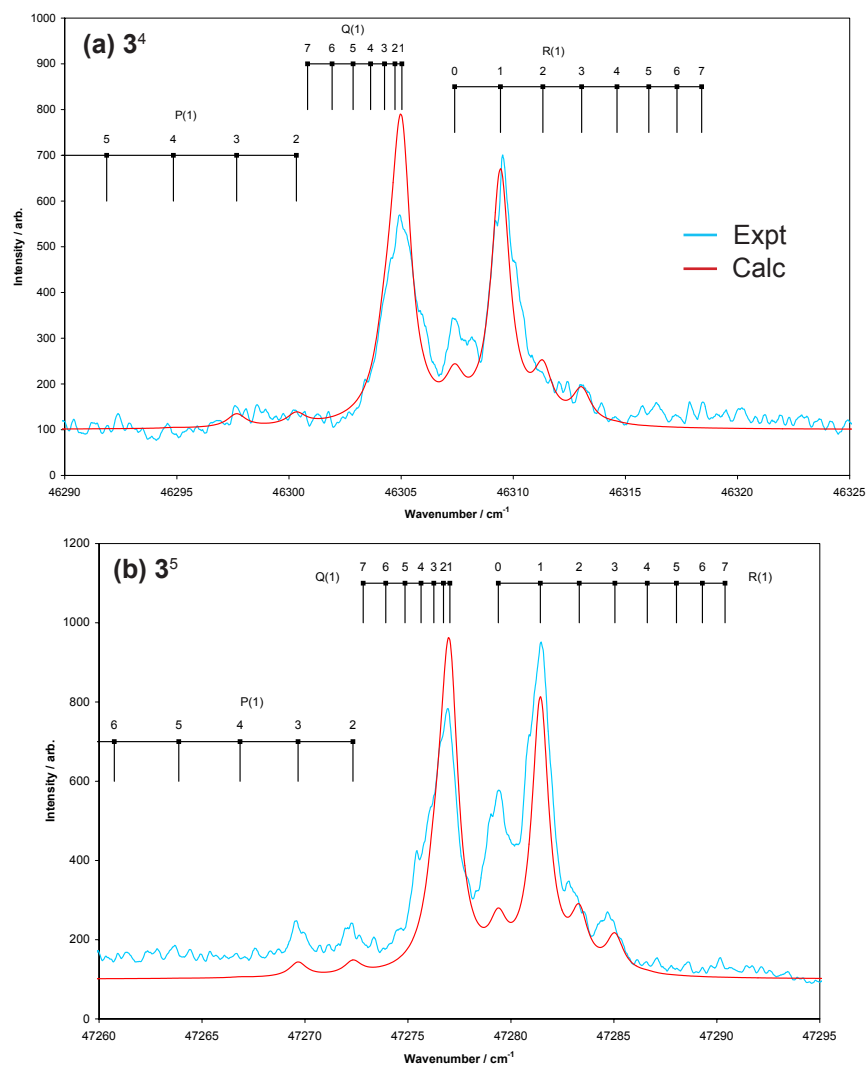 (a) 3⁴
Q(1)
7 6 5 4 3 2 1
R(1)
0 1 2 3 4 5 6 7
P(1)
5 4 3 2
Expt
Calc
Intensity / arb.
1000
900
800
700
600
500
400
300
200
100
0
46290 46295 46300 46305 46310 46315 46320 46325
Wavenumber / cm⁻¹
(b) 3⁵
Q(1)
7 6 5 4 3 2 1
0 1 2 3 4 5 6 7
R(1)
P(1)
6 5 4 3 2
Intensity / arb.
1200
1000
800
600
400
200
0
47260 47265 47270 47275 47280 47285 47290 47295
Wavenumber / cm⁻¹